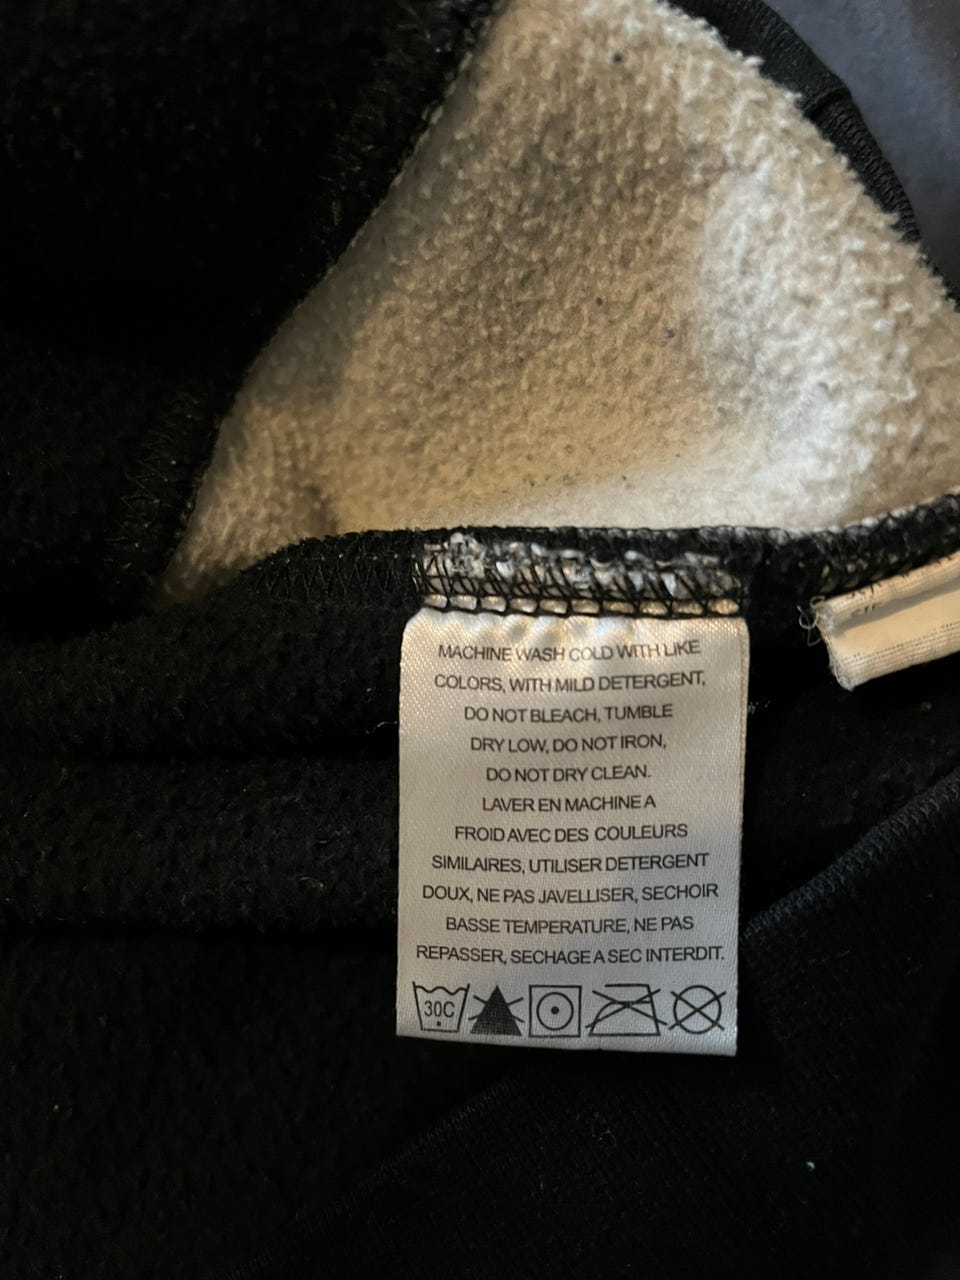 MACHINE WASH COLD WITH LIKE
COLORS, WITH MILD DETERGENT,
DO NOT BLEACH, TUMBLE
DRY LOW, DO NOT IRON,
DO NOT DRY CLEAN.
LAVER EN MACHINE A
FROID AVEC DES COULEURS
SIMILAIRES, UTILISER DETERGENT
DOUX, NE PAS JAVELLISER, SECHOIR
BASSE TEMPERATURE, NE PAS
REPASSER, SECHAGE A SEC INTERDIT.
30C